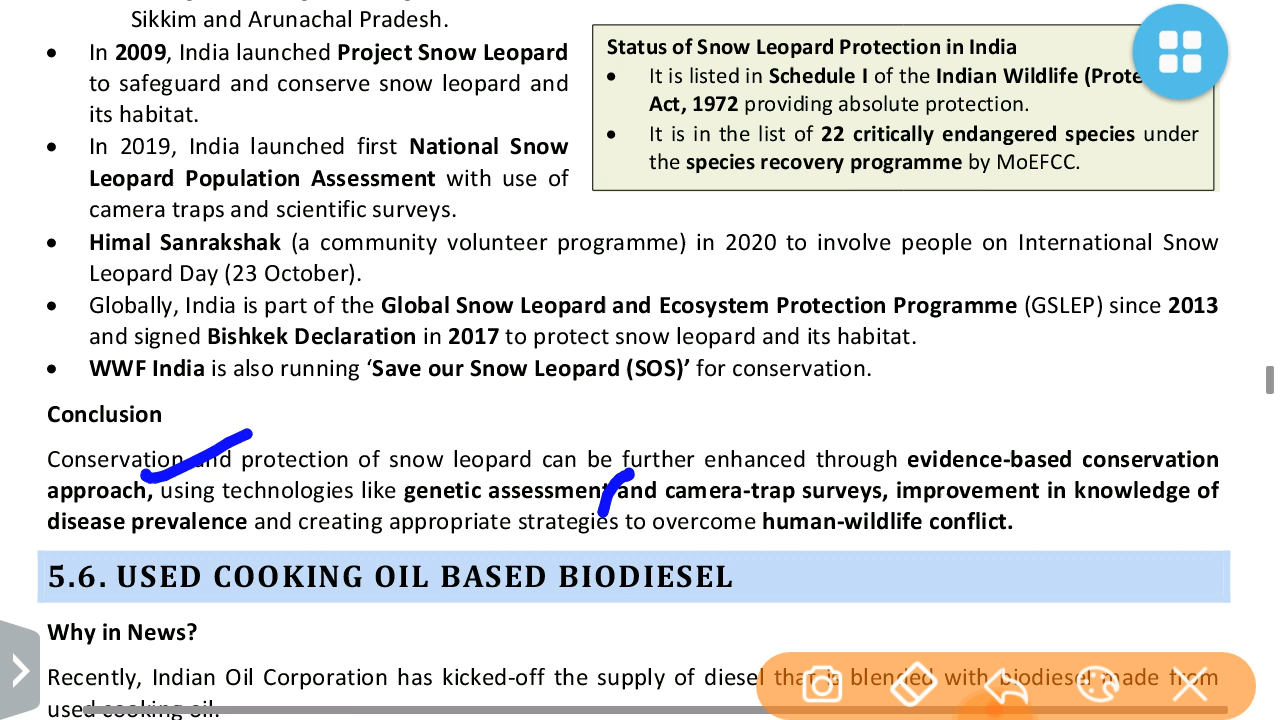 Sikkim and Arunachal Pradesh.
• In 2009, India launched Project Snow Leopard
to safeguard and conserve snow leopard and
its habitat.
• In 2019, India launched first National Snow
Leopard Population Assessment with use of
camera traps and scientific surveys.
Status of Snow Leopard Protection in India
• It is listed in Schedule I of the Indian Wildlife
Act, 1972 providing absolute protection.
• It is in the list of 22 critically endangered species under
the species recovery programme by MoEFCC.
• Himal Sanrakshak (a community volunteer programme) in 2020 to involve people on International Snow
Leopard Day (23 October).
• Globally, India is part of the Global Snow Leopard and Ecosystem Protection Programme (GSLEP) since 2013
and signed Bishkek Declaration in 2017 to protect snow leopard and its habitat.
• WWF India is also running ‘Save our Snow Leopard (SOS)’ for conservation.
Conclusion
Conservation and protection of snow leopard can be further enhanced through evidence-based conservation
approach, using technologies like genetic assessment and camera-trap surveys, improvement in knowledge of
disease prevalence and creating appropriate strategies to overcome human-wildlife conflict.
5.6. USED COOKING OIL BASED BIODIESEL
Why in News?
Recently, Indian Oil Corporation has kicked-off the supply of diesel that is blended with biodiesel made from
used cooking oil.